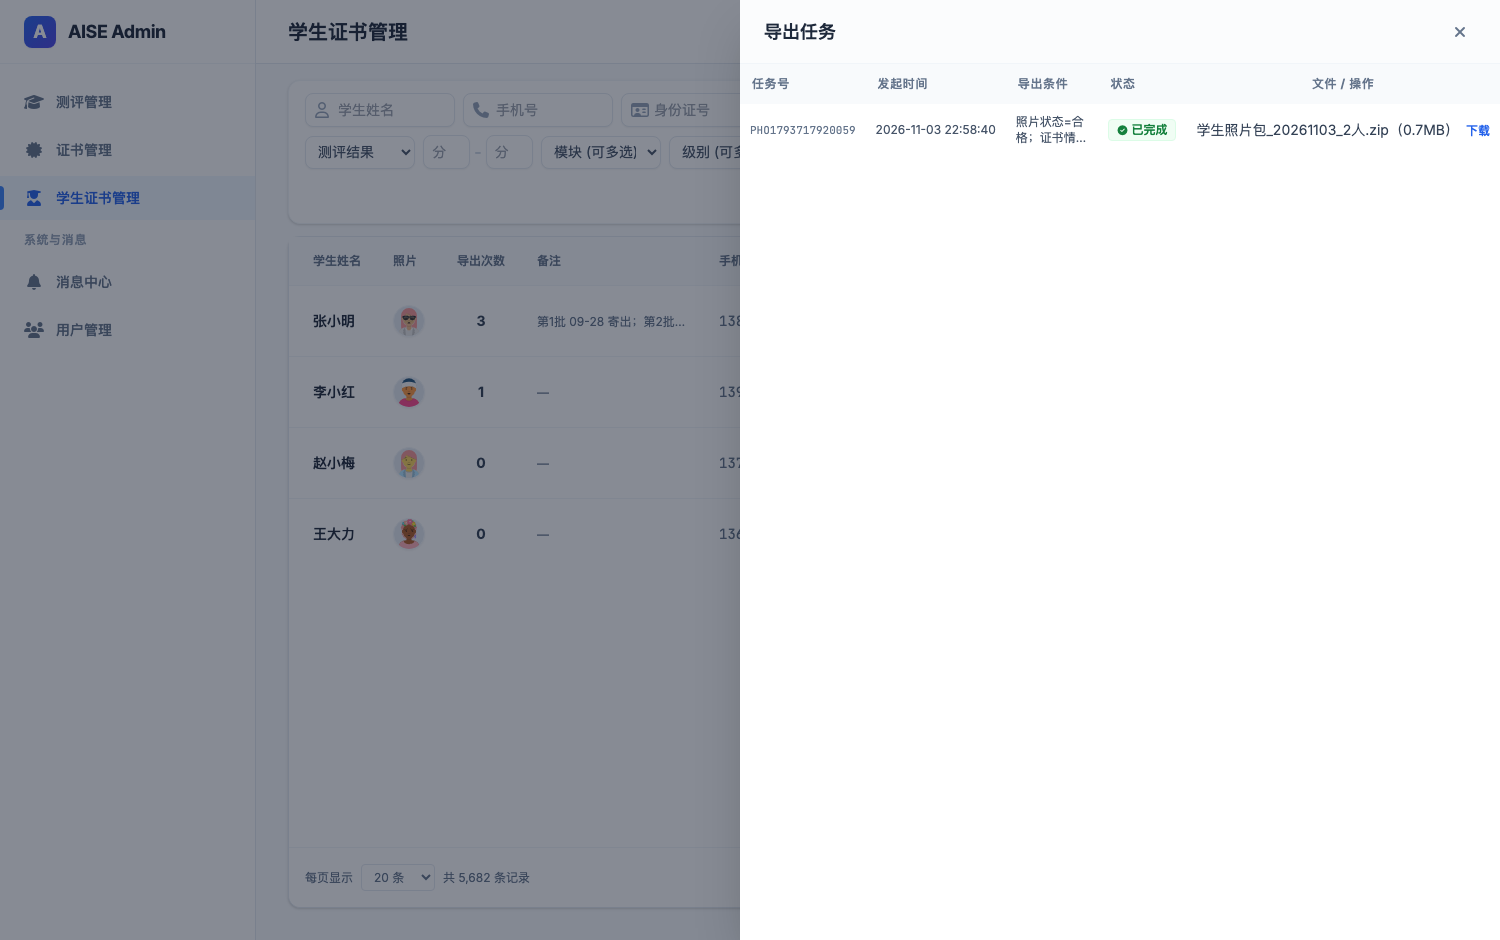 A AISE Admin
测评管理
证书管理
学生证书管理
系统与消息
消息中心
用户管理
学生证书管理
学生姓名 手机号 身份证号
测评结果 分 – 分 模块 (可多选) 级别 (可多
学生姓名 照片 导出次数 备注 手机
张小明 3 第1批 09-28 寄出；第2批... 138
李小红 1 — 139
赵小梅 0 — 137
王大力 0 — 136
每页显示 20 条 共 5,682 条记录
导出任务
任务号 发起时间 导出条件 状态 文件 / 操作
PHO1793717920059 2026-11-03 22:58:40 照片状态=合格；证书情... 已完成 学生照片包_20261103_2人.zip（0.7MB） 下载